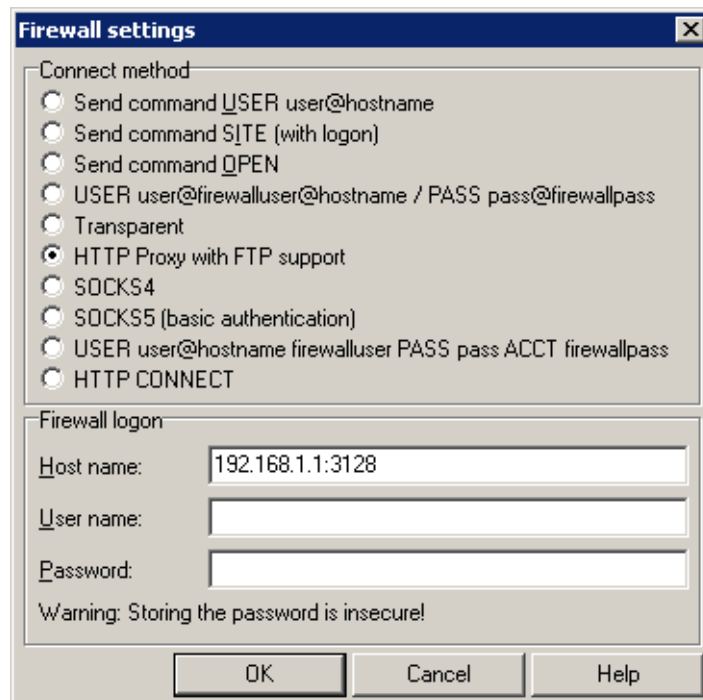 Firewall settings
Connect method
Send command USER user@hostname
Send command SITE (with logon)
Send command OPEN
USER user@firewalluser@hostname / PASS pass@firewallpass
Transparent
HTTP Proxy with FTP support
SOCKS4
SOCKS5 (basic authentication)
USER user@hostname firewalluser PASS pass ACCT firewallpass
HTTP CONNECT
Firewall logon
Host name: 192.168.1.1:3128
User name:
Password:
Warning: Storing the password is insecure!
OK Cancel Help